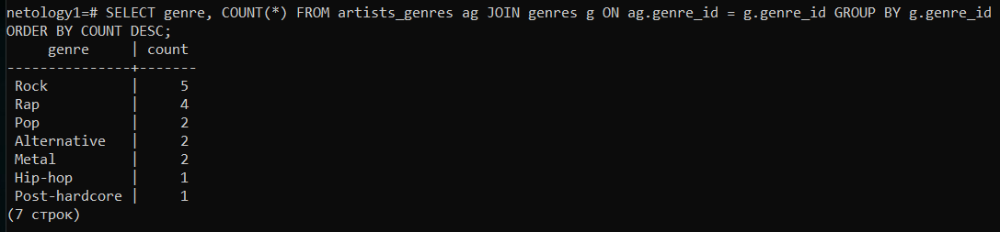 netology1=# SELECT genre, COUNT(*) FROM artists_genres ag JOIN genres g ON ag.genre_id = g.genre_id GROUP BY g.genre_id
ORDER BY COUNT DESC;
     genre     | count
---------------+-------
 Rock          |     5
 Rap           |     4
 Pop           |     2
 Alternative   |     2
 Metal         |     2
 Hip-hop       |     1
 Post-hardcore |     1
(7 строк)